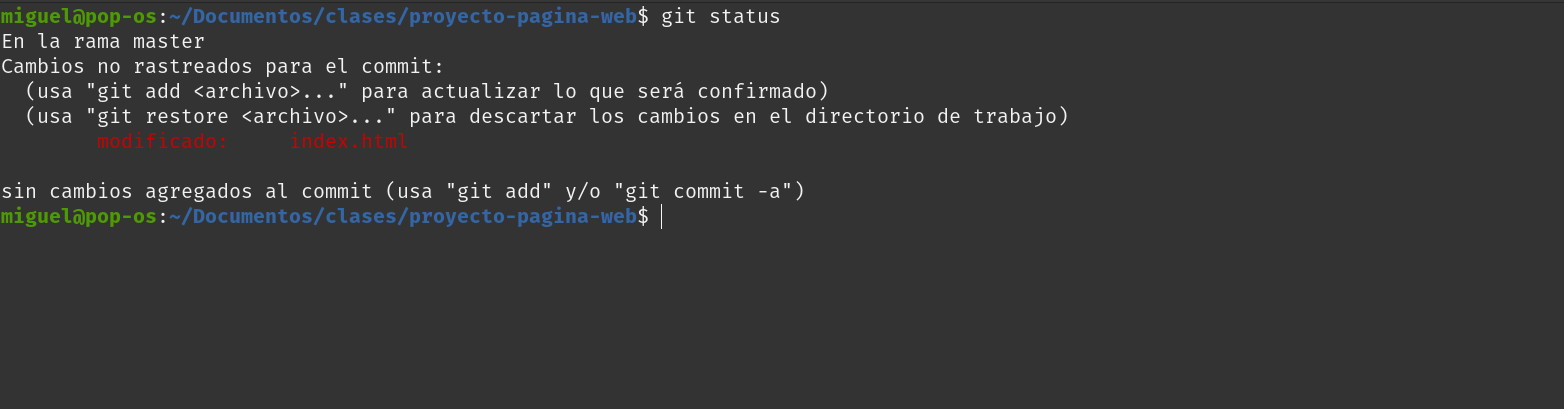 miguel@pop-os:~/Documentos/clases/proyecto-pagina-web$ git status
En la rama master
Cambios no rastreados para el commit:
  (usa "git add <archivo>..." para actualizar lo que será confirmado)
  (usa "git restore <archivo>..." para descartar los cambios en el directorio de trabajo)
        modificado:     index.html

sin cambios agregados al commit (usa "git add" y/o "git commit -a")
miguel@pop-os:~/Documentos/clases/proyecto-pagina-web$